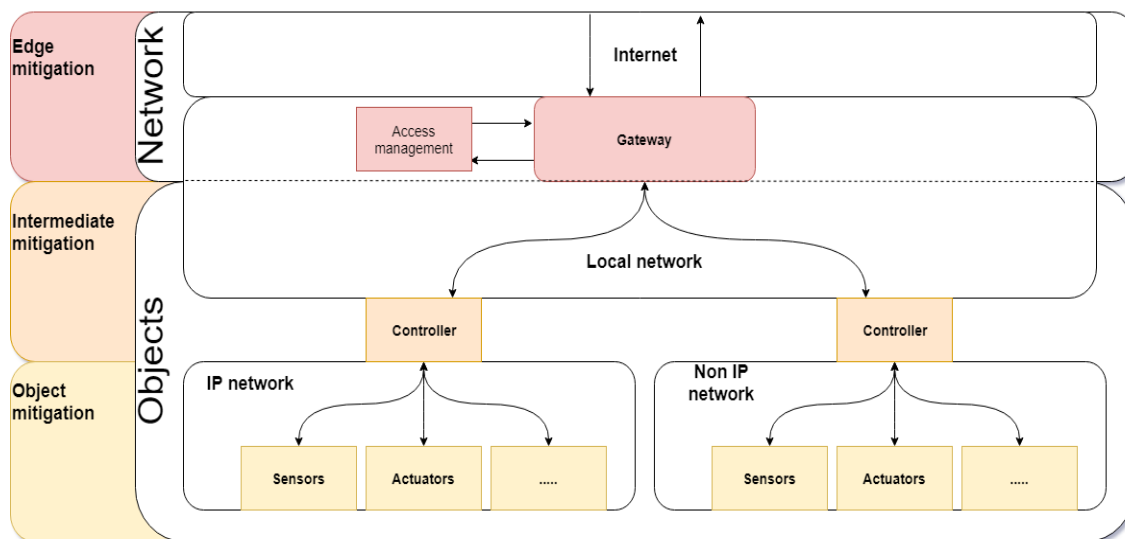 Edge
mitigation
Network
Internet
Access
management
Gateway
Intermediate
mitigation
Objects
Local network
Controller
Controller
Object
mitigation
IP network
Non IP
network
Sensors
Actuators
.....
Sensors
Actuators
.....